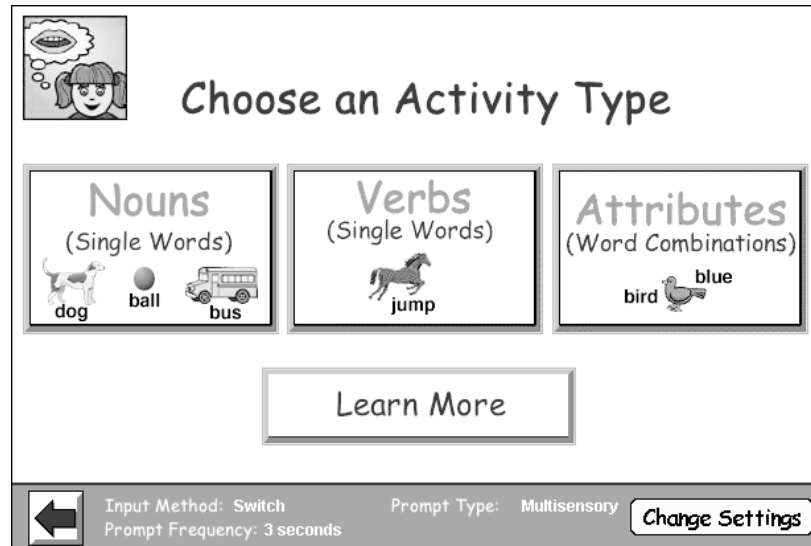 Choose an Activity Type
Nouns
(Single Words)
dog
ball
bus
Verbs
(Single Words)
jump
Attributes
(Word Combinations)
bird
blue
Learn More
Input Method: Switch
Prompt Type: Multisensory
Prompt Frequency: 3 seconds
Change Settings